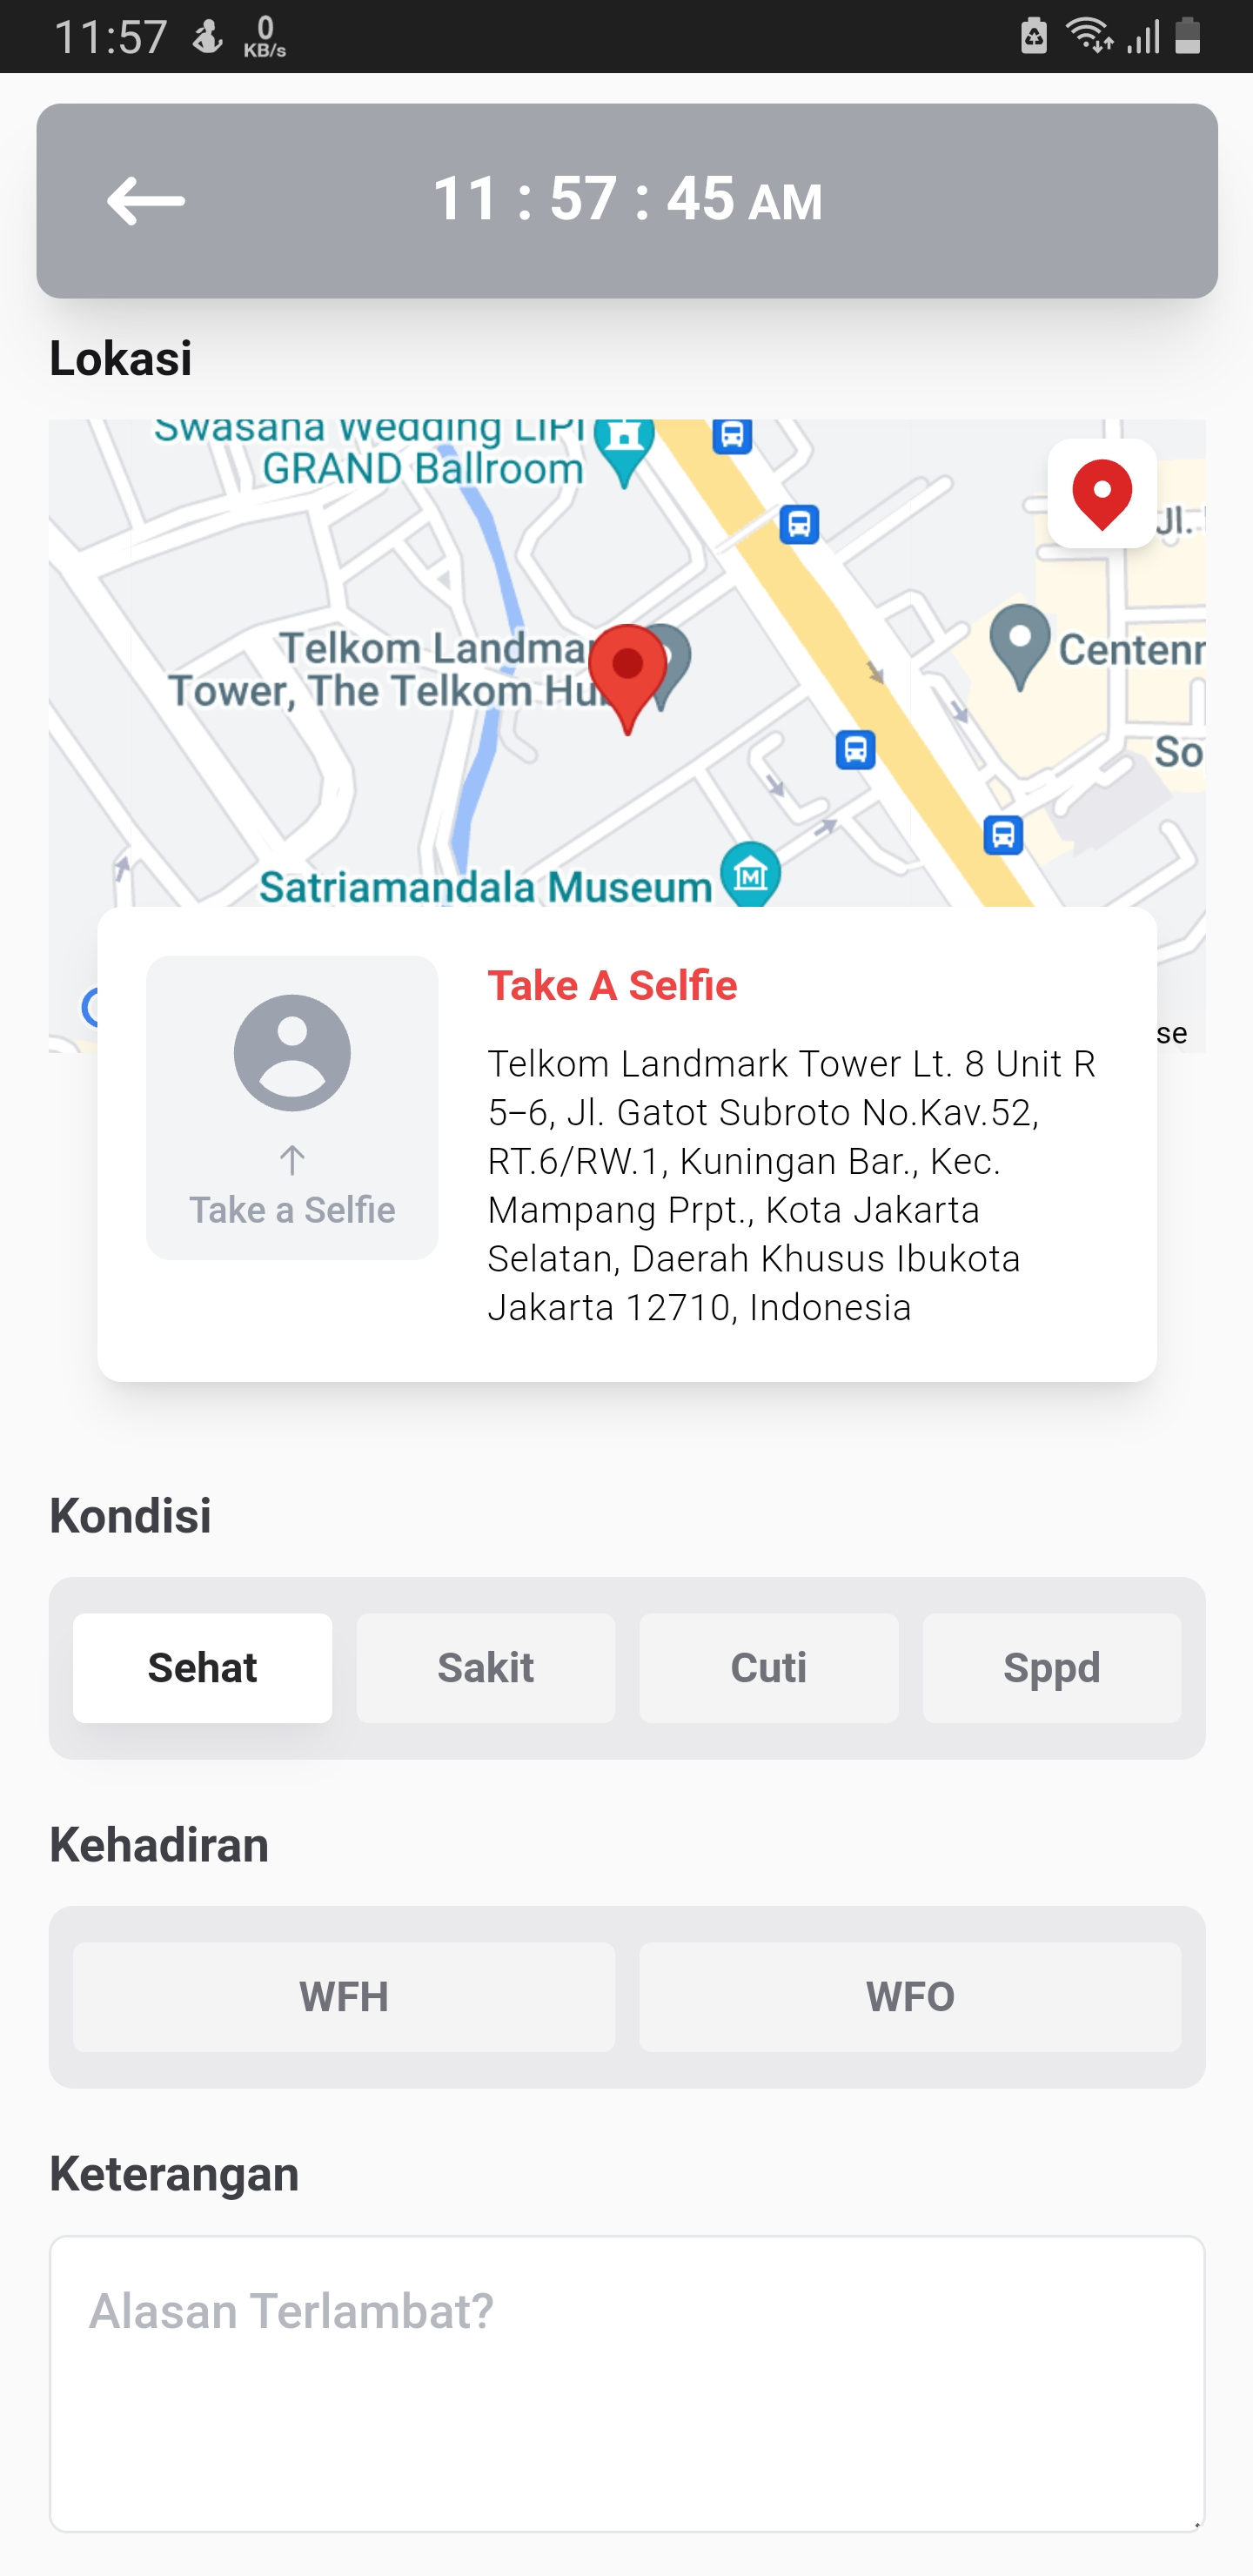 11:57 0 KB/s
11 : 57 : 45 AM
Lokasi
Swasana Wedding LIPI
GRAND Ballroom
Jl.
Telkom Landmar
Tower, The Telkom Hu
Centenn
So
Satriamandala Museum
se
Take A Selfie
Telkom Landmark Tower Lt. 8 Unit R
5–6, Jl. Gatot Subroto No.Kav.52,
RT.6/RW.1, Kuningan Bar., Kec.
Mampang Prpt., Kota Jakarta
Selatan, Daerah Khusus Ibukota
Jakarta 12710, Indonesia
Take a Selfie
Kondisi
Sehat Sakit Cuti Sppd
Kehadiran
WFH WFO
Keterangan
Alasan Terlambat?